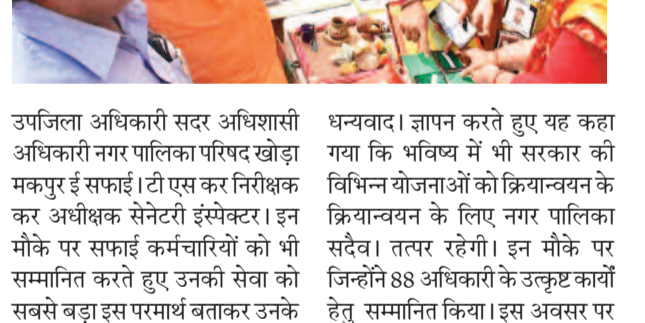 उपजिला अधिकारी सदर अधिशासी
अधिकारी नगर पालिका परिषद खोड़ा
मकपुर ई सफाई।टी एस कर निरीक्षक
कर अधीक्षक सेनेटरी इंस्पेक्टर। इन
मौके पर सफाई कर्मचारियों को भी
सम्मानित करते हुए उनकी सेवा को
सबसे बड़ा इस परमार्थ बताकर उनके
धन्यवाद। ज्ञापन करते हुए यह कहा
गया कि भविष्य में भी सरकार की
विभिन्न योजनाओं को क्रियान्वयन के
क्रियान्वयन के लिए नगर पालिका
सदैव। तत्पर रहेगी। इन मौके पर
जिन्होंने 88 अधिकारी के उत्कृष्ट कार्यों
हेतु सम्मानित किया।इस अवसर पर